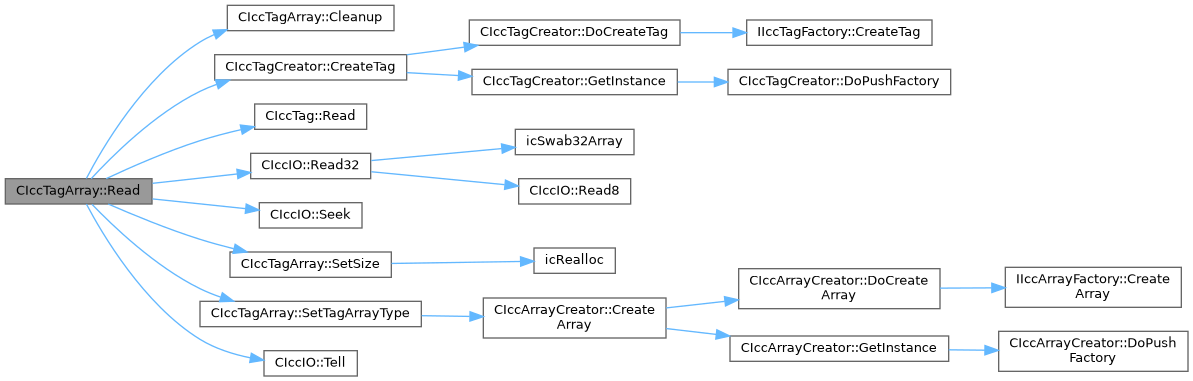 CIccTagArray::Cleanup
CIccTagCreator::DoCreateTag
IIccTagFactory::CreateTag
CIccTagCreator::CreateTag
CIccTagCreator::GetInstance
CIccTagCreator::DoPushFactory
CIccTag::Read
icSwab32Array
CIccIO::Read32
CIccIO::Read8
CIccTagArray::Read
CIccIO::Seek
CIccTagArray::SetSize
icRealloc
CIccArrayCreator::DoCreate
Array
IIccArrayFactory::Create
Array
CIccTagArray::SetTagArrayType
CIccArrayCreator::Create
Array
CIccArrayCreator::GetInstance
CIccArrayCreator::DoPush
Factory
CIccIO::Tell